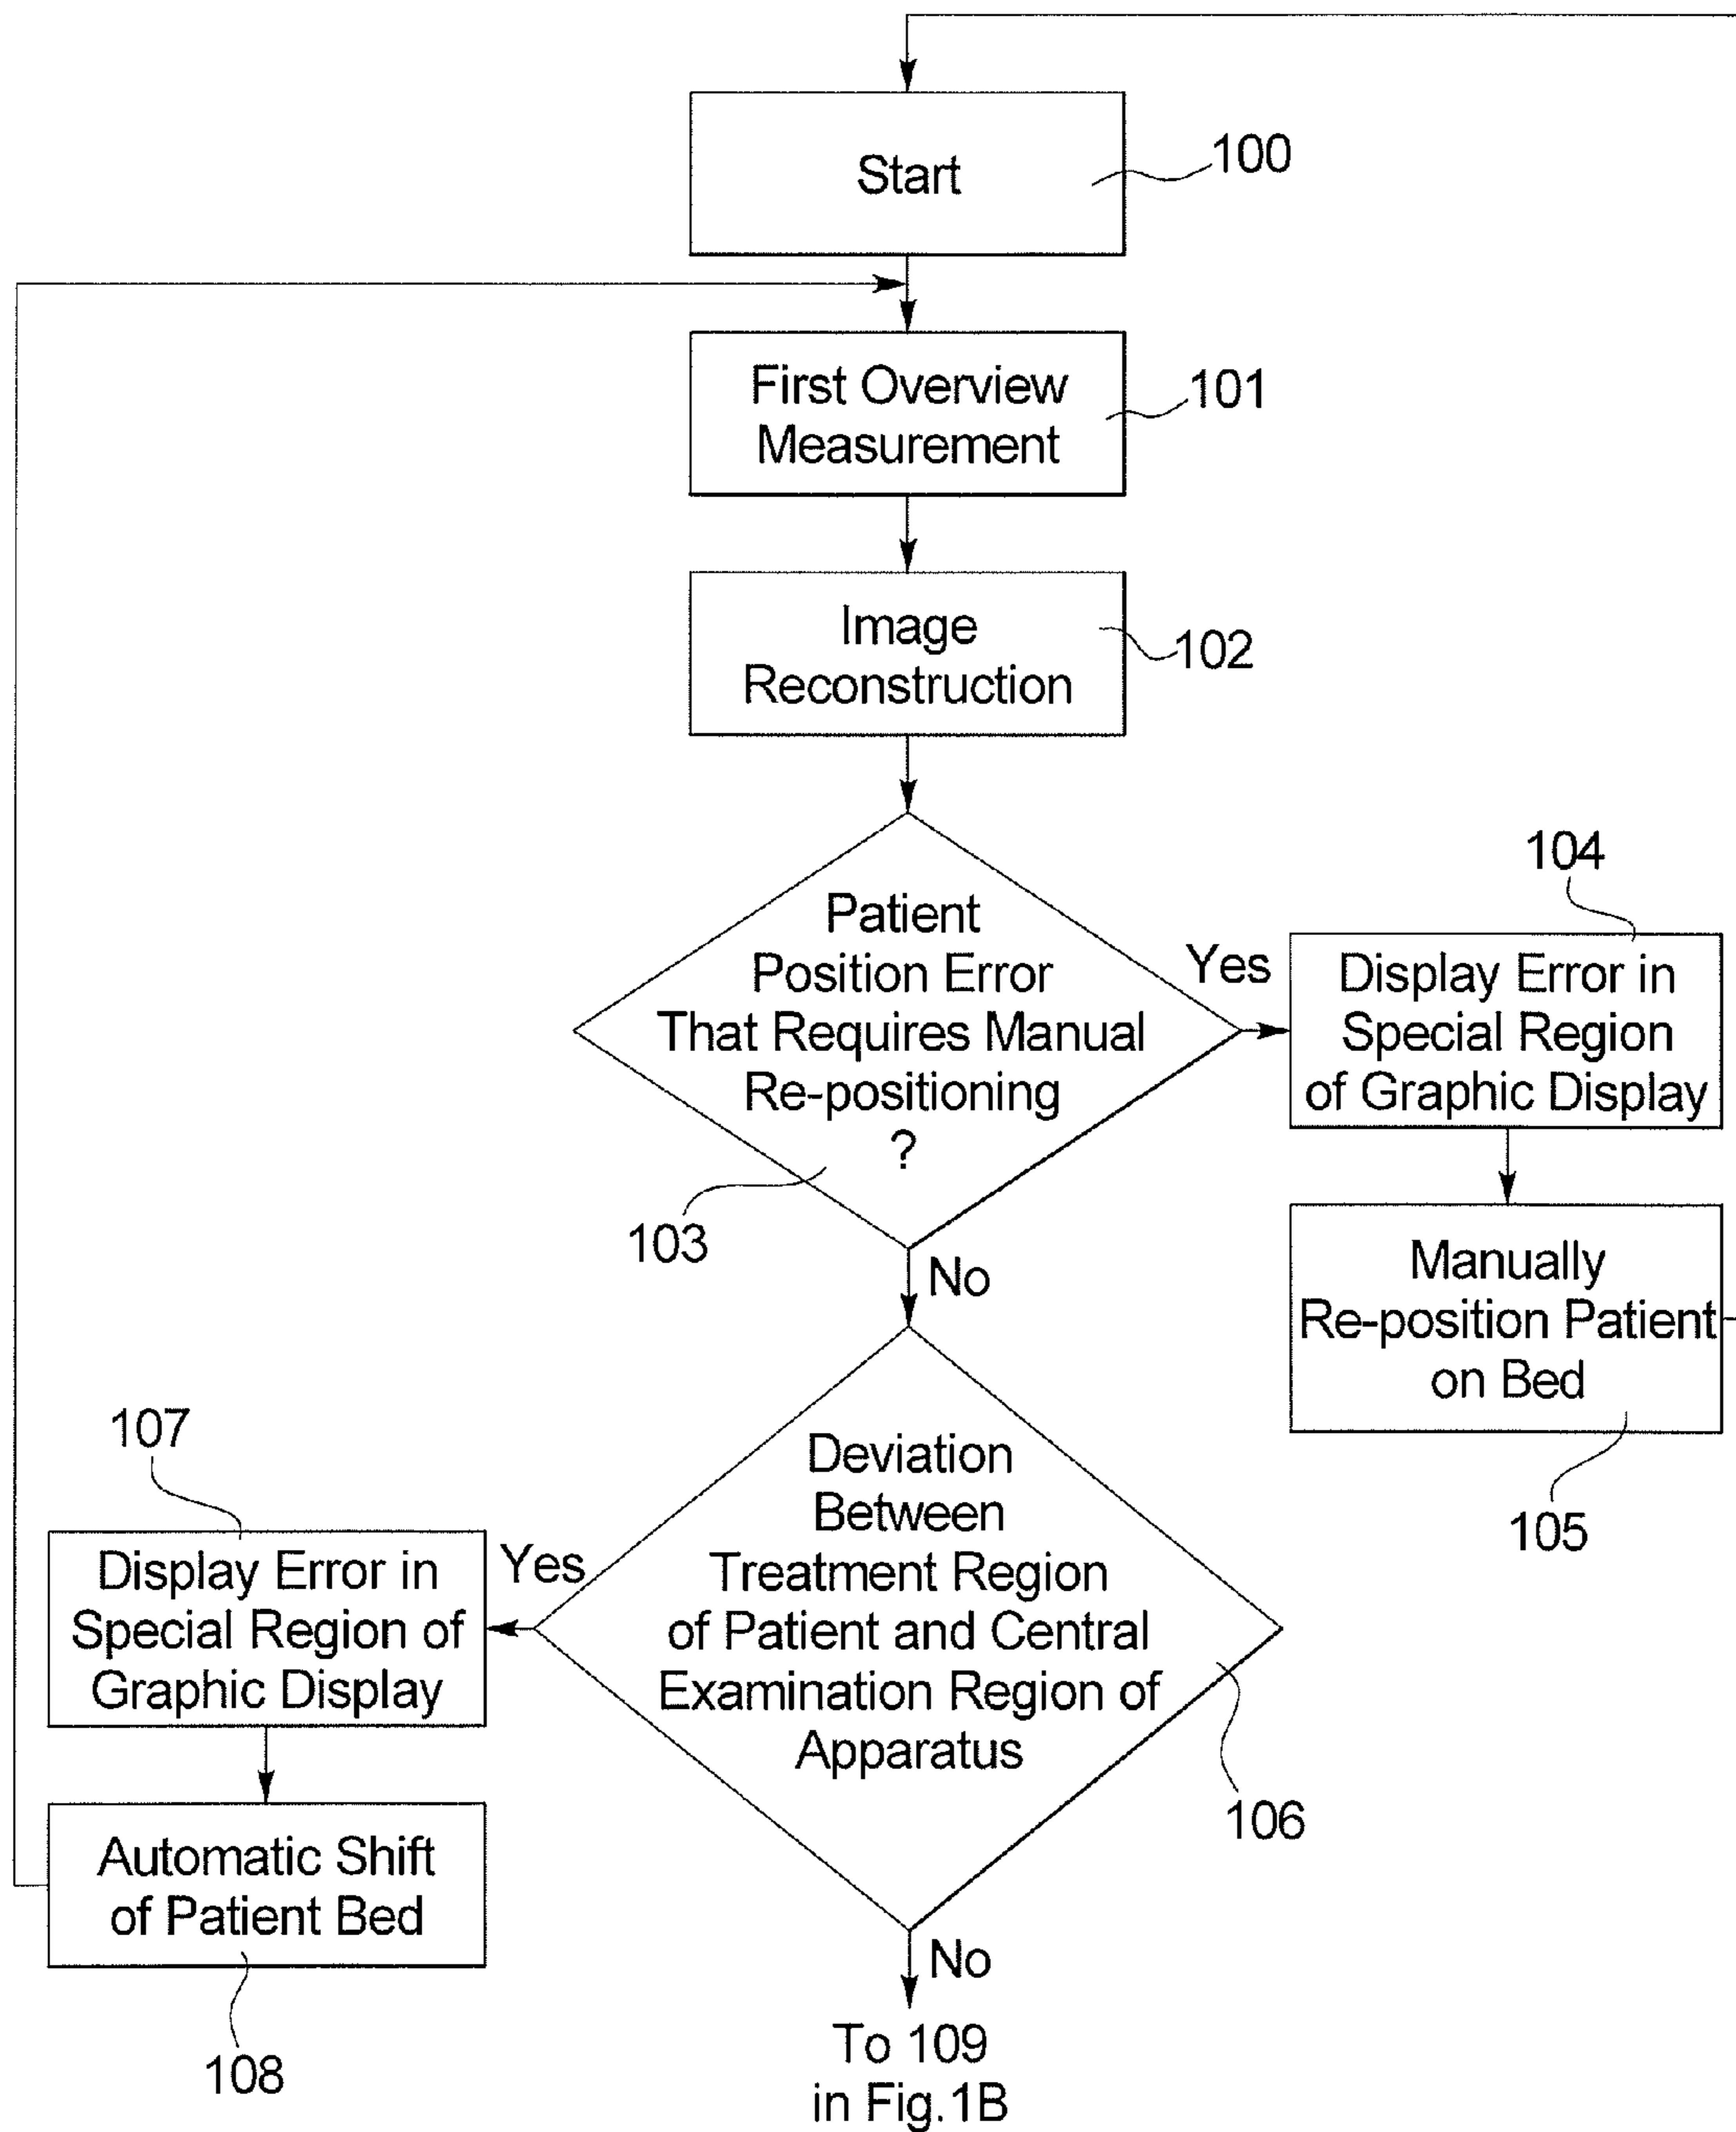 Start
100
First Overview
Measurement
101
Image
Reconstruction
102
Patient
Position Error
That Requires Manual
Re-positioning
?
103
Yes
104
Display Error in
Special Region
of Graphic Display
Manually
Re-position Patient
on Bed
105
No
Deviation
Between
Treatment Region
of Patient and Central
Examination Region of
Apparatus
106
Yes
107
Display Error in
Special Region of
Graphic Display
Automatic Shift
of Patient Bed
108
No
To 109
in Fig.1B